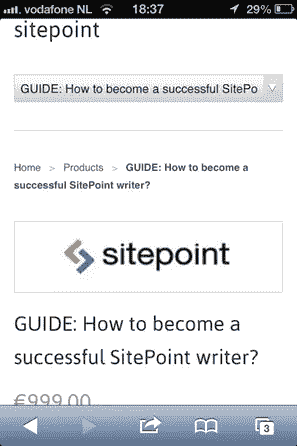 vodafone NL 18:37 29%
sitepoint
GUIDE: How to become a successful SitePo
Home > Products > GUIDE: How to become a
successful SitePoint writer?
sitepoint
GUIDE: How to become a
successful SitePoint writer?
€999.00
3